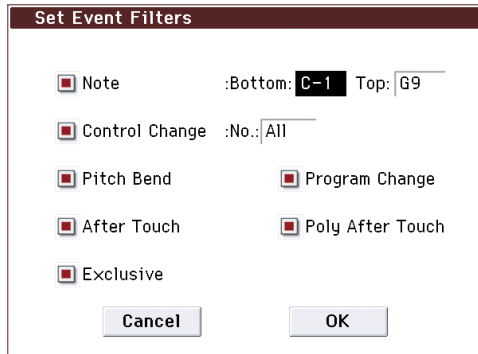 Set Event Filters
Note :Bottom: C-1 Top: G9
Control Change :No.: All
Pitch Bend Program Change
After Touch Poly After Touch
Exclusive
Cancel OK